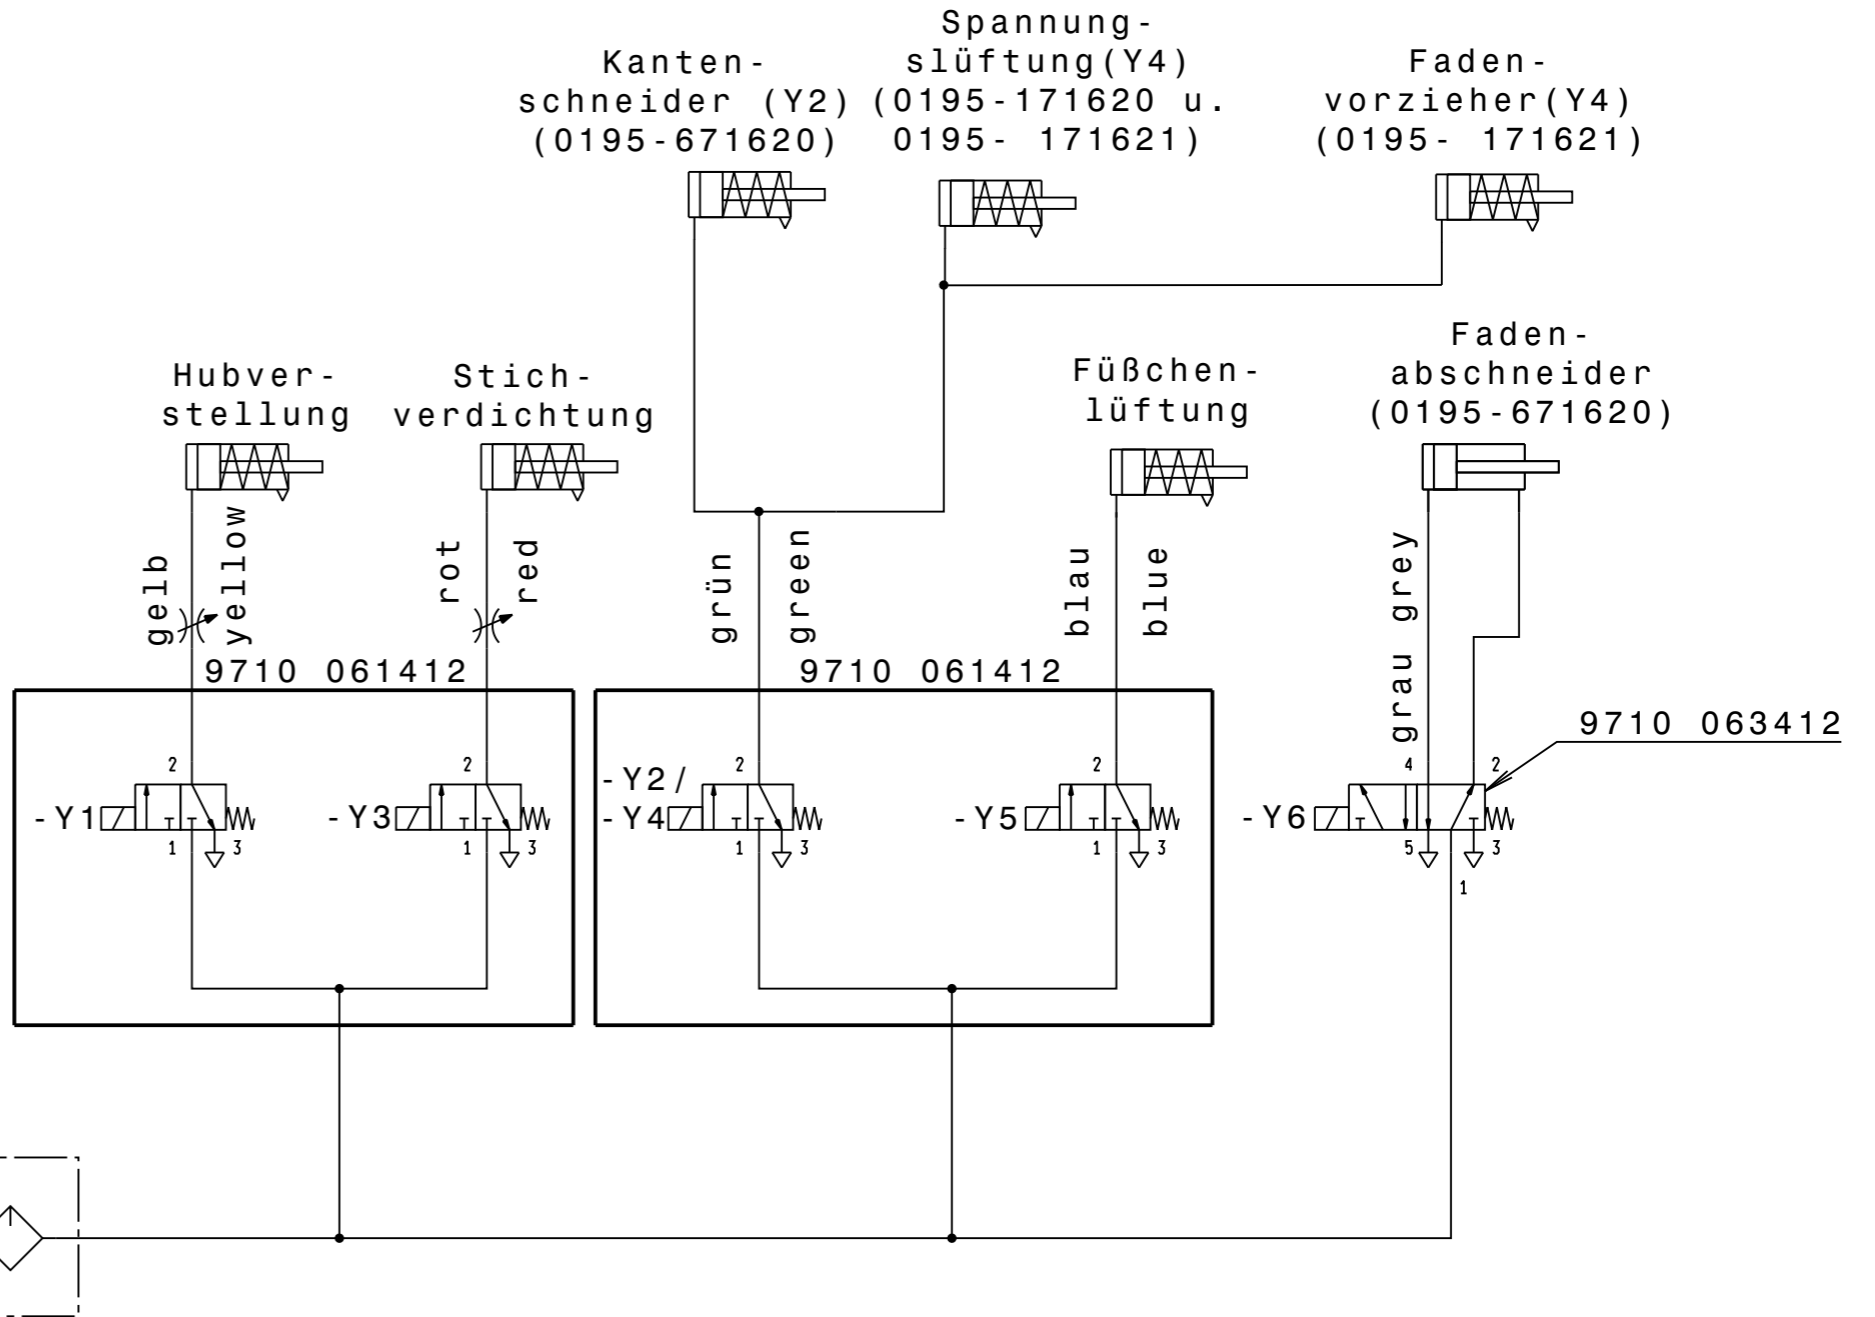 Kanten-
schneider (Y2)
(0195-671620)
Spannung-
slüftung(Y4)
(0195-171620 u.
0195- 171621)
Faden-
vorzieher(Y4)
(0195- 171621)
Hubver-
stellung
Stich-
verdichtung
Füßchen-
lüftung
Faden-
abschneider
(0195-671620)
gelb
yellow
rot
red
grün
green
blau
blue
grau grey
9710 061412
9710 061412
9710 063412
2
-Y1
1
3
2
-Y3
1
3
2
-Y2/
-Y4
1
3
2
-Y5
1
3
4
2
-Y6
5
3
1